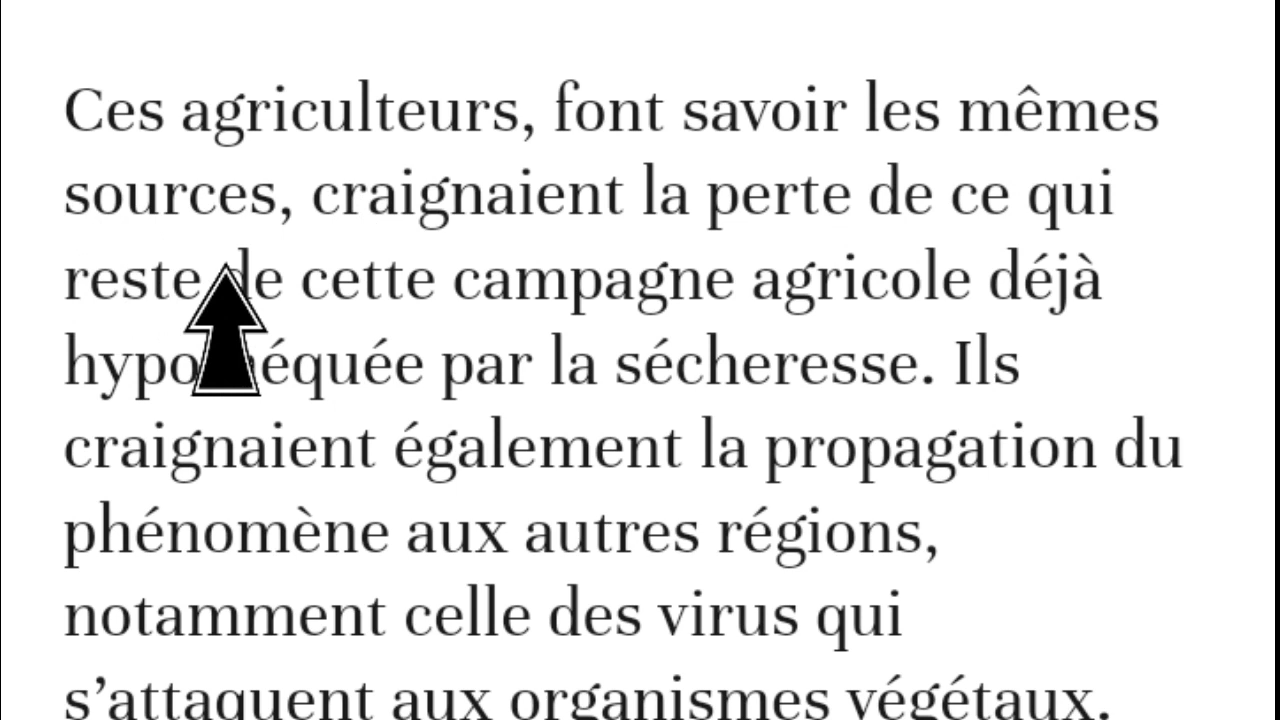 Ces agriculteurs, font savoir les mêmes
sources, craignaient la perte de ce qui
reste de cette campagne agricole déjà
hypothéquée par la sécheresse. Ils
craignaient également la propagation du
phénomène aux autres régions,
notamment celle des virus qui
s’attaquent aux organismes végétaux.